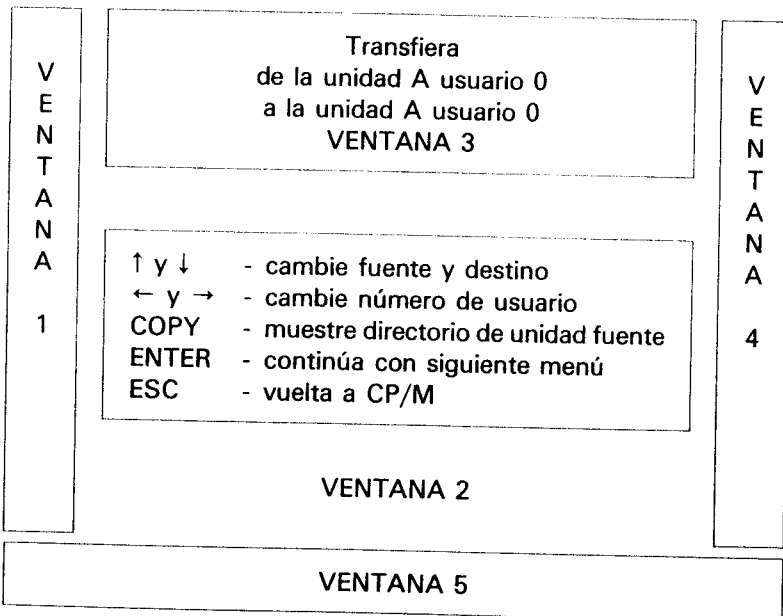 VENTANA 1
Transfiera
de la unidad A usuario 0
a la unidad A usuario 0
VENTANA 3
↑ y ↓ - cambie fuente y destino
← y → - cambie número de usuario
COPY - muestre directorio de unidad fuente
ENTER - continúa con siguiente menú
ESC - vuelta a CP/M
VENTANA 2
VENTANA 4
VENTANA 5